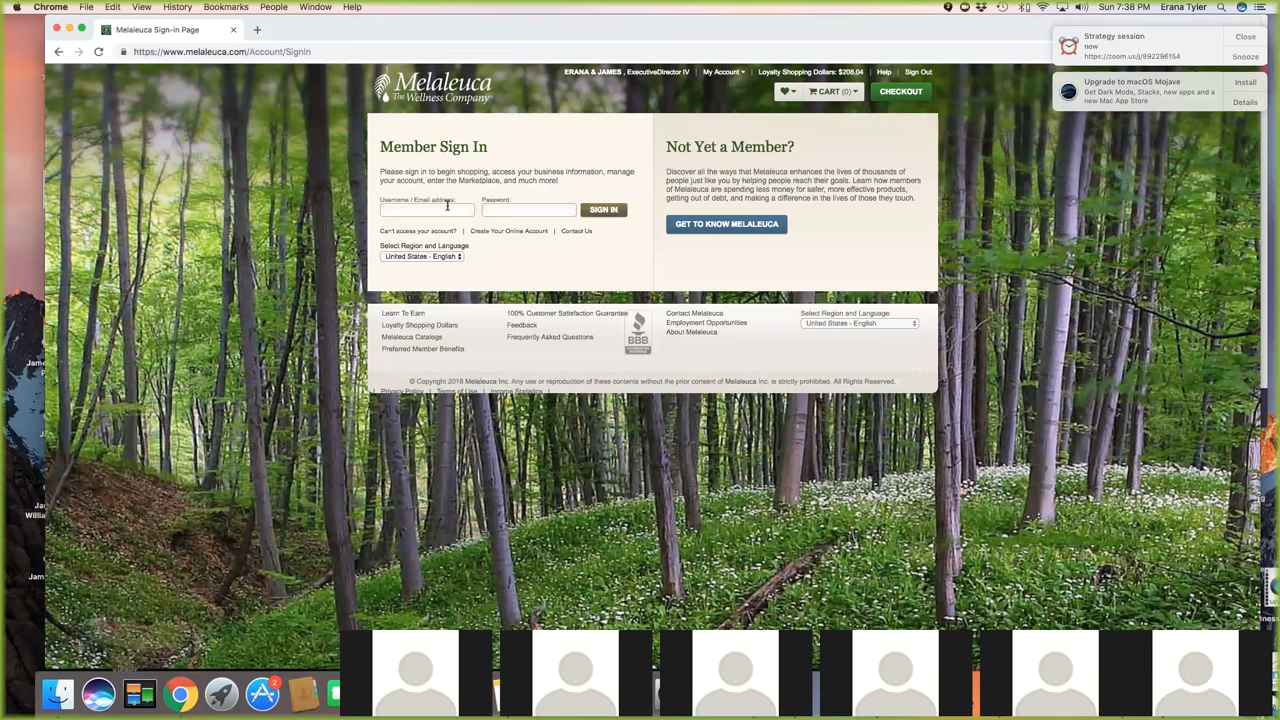 Chrome File Edit View History Bookmarks People Window Help
Sun 7:38 PM Erana Tyler
Melaleuca Sign-in Page
https://www.melaleuca.com/Account/SignIn
Strategy session
now
https://zoom.us/j/992296154
Close
Snooze
Upgrade to macOS Mojave
Get Dark Mode, Stacks, new apps and a
new Mac App Store
Install
Details
Melaleuca
The Wellness Company
ERANA & JAMES , ExecutiveDirector IV My Account Loyalty Shopping Dollars: $208.04 Help Sign Out
CART (0) CHECKOUT
Member Sign In
Please sign in to begin shopping, access your business information, manage
your account, enter the Marketplace, and much more!
Username / Email address: Password:
SIGN IN
Can't access your account? | Create Your Online Account | Contact Us
Select Region and Language
United States - English
Not Yet a Member?
Discover all the ways that Melaleuca enhances the lives of thousands of
people just like you by helping people reach their goals. Learn how members
of Melaleuca are spending less money for safer, more effective products,
getting out of debt, and making a difference in the lives of those they touch.
GET TO KNOW MELALEUCA
Learn To Earn
Loyalty Shopping Dollars
Melaleuca Catalogs
Preferred Member Benefits
100% Customer Satisfaction Guarantee
Feedback
Frequently Asked Questions
BBB
Contact Melaleuca
Employment Opportunities
About Melaleuca
Select Region and Language:
United States - English
© Copyright 2018 Melaleuca Inc. Any use or reproduction of these contents without the prior consent of Melaleuca Inc. is strictly prohibited. All Rights Reserved.
Privacy Policy | Terms of Use | Income Statistics |
2